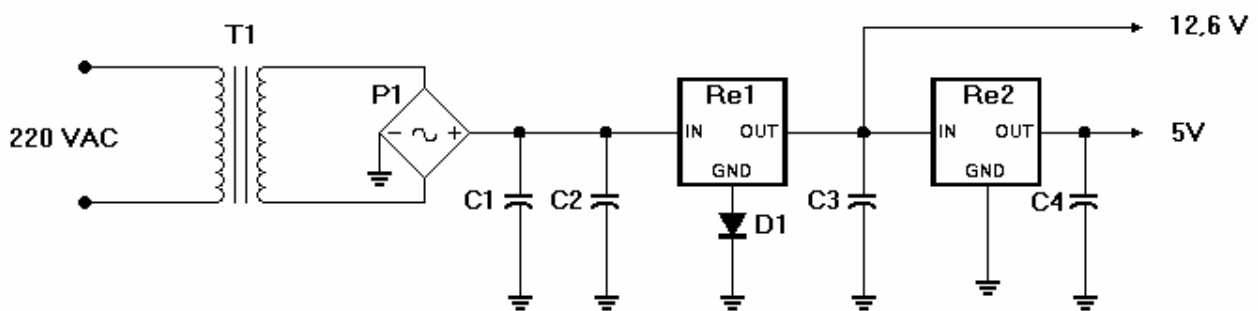 T1
220 VAC
P1
−
+
C1
C2
Re1
IN
OUT
GND
D1
C3
12,6 V
Re2
IN
OUT
GND
C4
5V